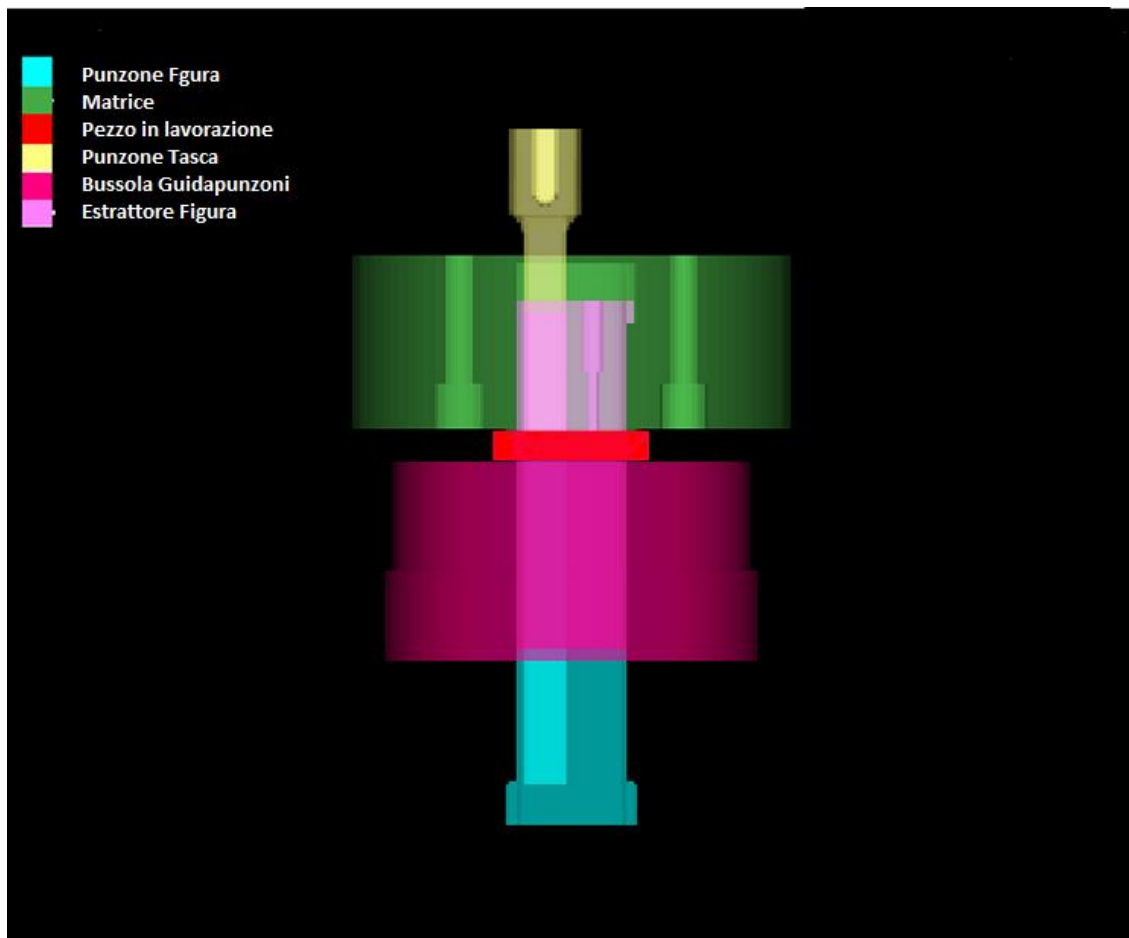 Punzone Fgura
Matrice
Pezzo in lavorazione
Punzone Tasca
Bussola Guidapunzoni
Estrattore Figura